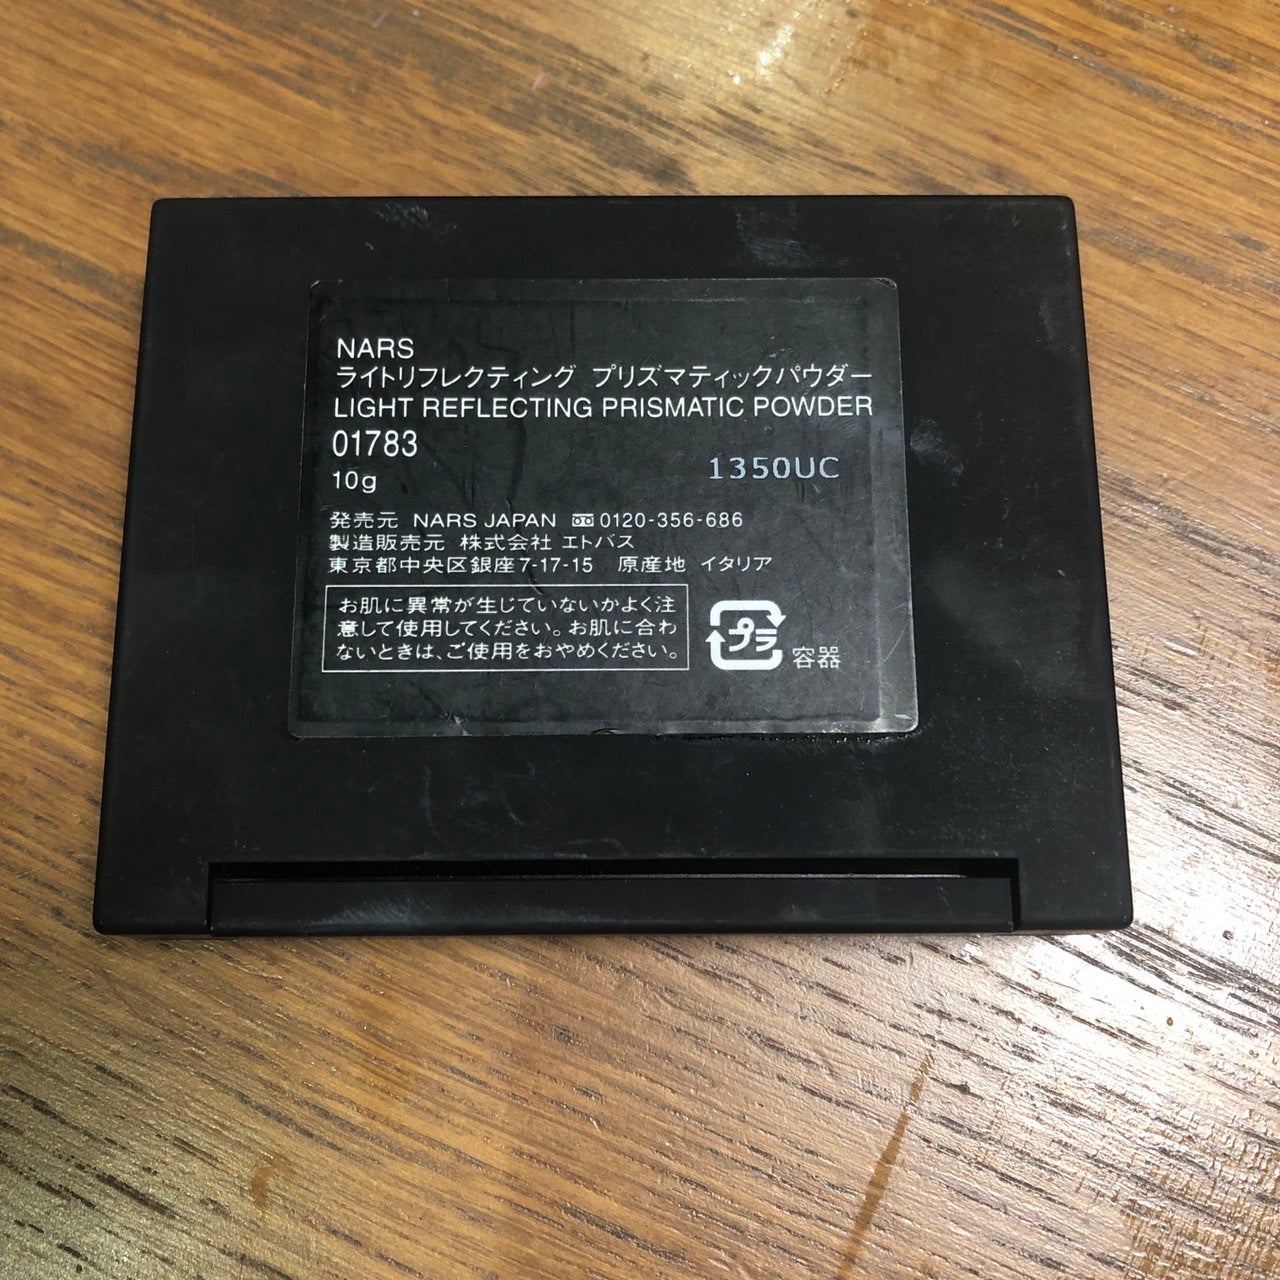 NARS
ライトリフレクティング プリズマティックパウダー
LIGHT REFLECTING PRISMATIC POWDER
01783
10g
1350UC
発売元 NARS JAPAN 0120-356-686
製造販売元 株式会社 エトバス
東京都中央区銀座7-17-15 原産地 イタリア
お肌に異常が生じていないかよく注
意して使用してください。お肌に合わ
ないときは、ご使用をおやめください。
プラ
容器